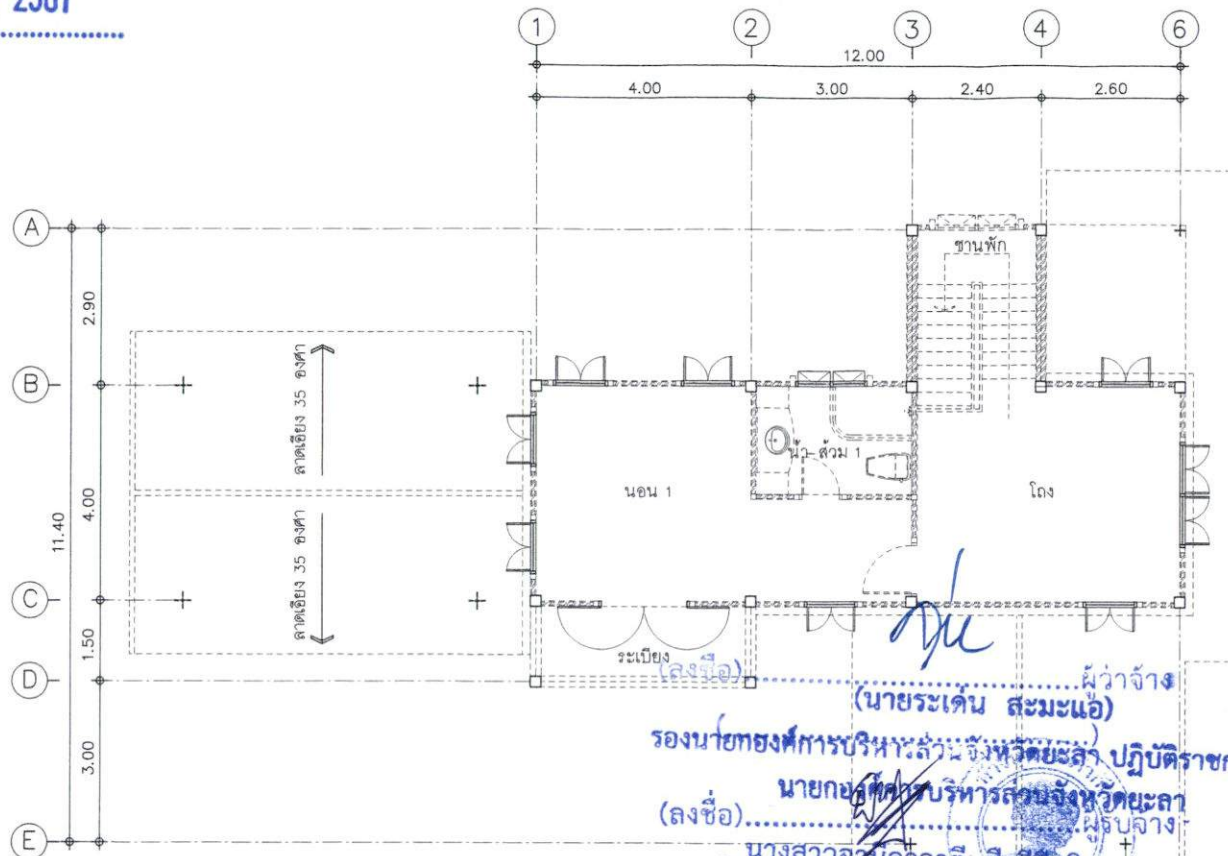 2567
1
2
3
4
6
12.00
4.00
3.00
2.40
2.60
A
ชานพัก
2.90
B
ลาดเอียง 35 องศา
น้ำ-ส้วม 1
นอน 1
โถง
4.00
11.40
ลาดเอียง 35 องศา
C
1.50
ระเบียง
D
(ลงชื่อ)..............................ผู้ว่าจ้าง
(นายระเด่น สะมะแอ)
รองนายกองค์การบริหารส่วนจังหวัดยะลา ปฏิบัติราช
3.00
นายกองค์การบริหารส่วนจังหวัดยะลา
(ลงชื่อ)..............................ผู้รับจ้าง
E